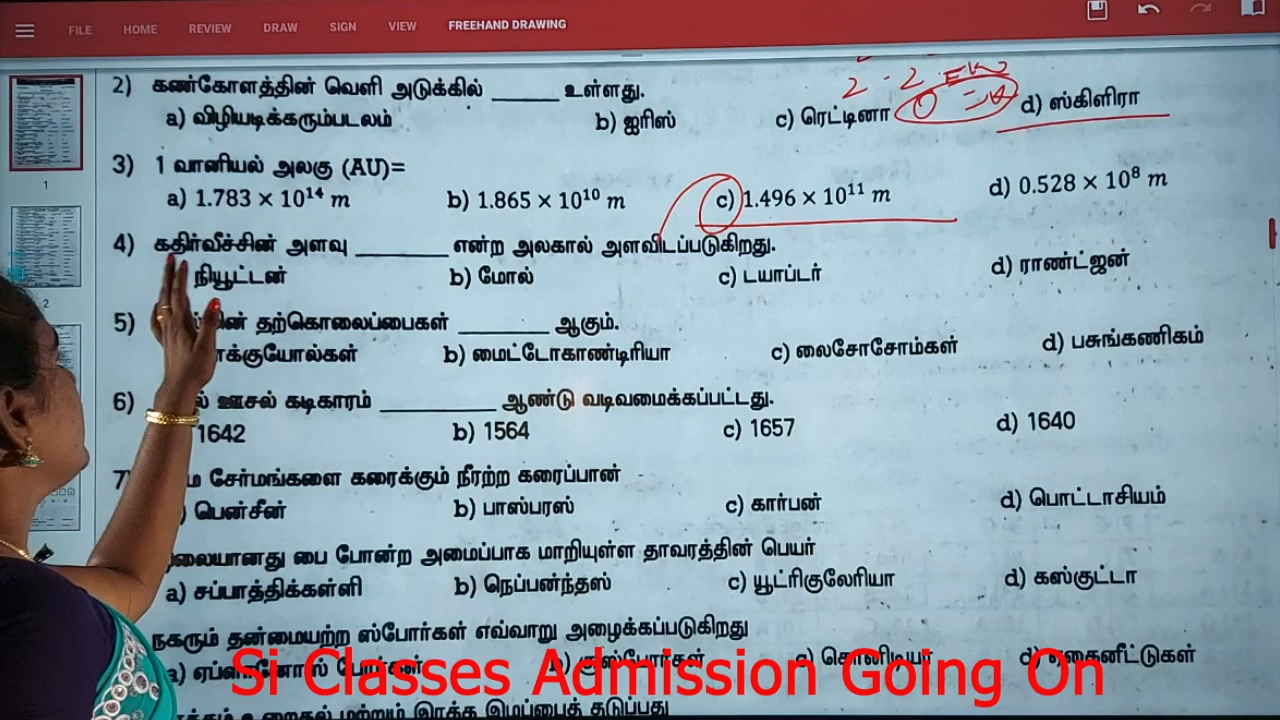 FILE HOME REVIEW DRAW SIGN VIEW FREEHAND DRAWING
2) கண்கோளத்தின் வெளி அடுக்கில் ______ உள்ளது.
a) விழியடிக்கரும்படலம் b) ஐரிஸ் c) ரெட்டினா d) ஸ்கிளிரா
3) 1 வானியல் அலகு (AU)=
a) 1.783 × 10¹⁴ m b) 1.865 × 10¹⁰ m c) 1.496 × 10¹¹ m d) 0.528 × 10⁸ m
4) கதிர்வீச்சின் அளவு ________ என்ற அலகால் அளவிடப்படுகிறது.
நியூட்டன் b) மோல் c) டயாப்டர் d) ராண்ட்ஜன்
5) தற்கொலைப்பைகள் ________ ஆகும்.
b) மைட்டோகாண்டிரியா c) லைசோசோம்கள் d) பசுங்கணிகம்
6) ஊசல் கடிகாரம் __________ ஆண்டு வடிவமைக்கப்பட்டது.
1642 b) 1564 c) 1657 d) 1640
7) சேர்மங்களை கரைக்கும் நீரற்ற கரைப்பான்
பென்சீன் b) பாஸ்பரஸ் c) கார்பன் d) பொட்டாசியம்
பை போன்ற அமைப்பாக மாறியுள்ள தாவரத்தின் பெயர்
a) சப்பாத்திக்கள்ளி b) நெப்பன்ந்தஸ் c) யூட்ரிகுலேரியா d) கஸ்குட்டா
நகரும் தன்மையற்ற ஸ்போர்கள் எவ்வாறு அழைக்கப்படுகிறது
Si Classes Admission Going On
1
2